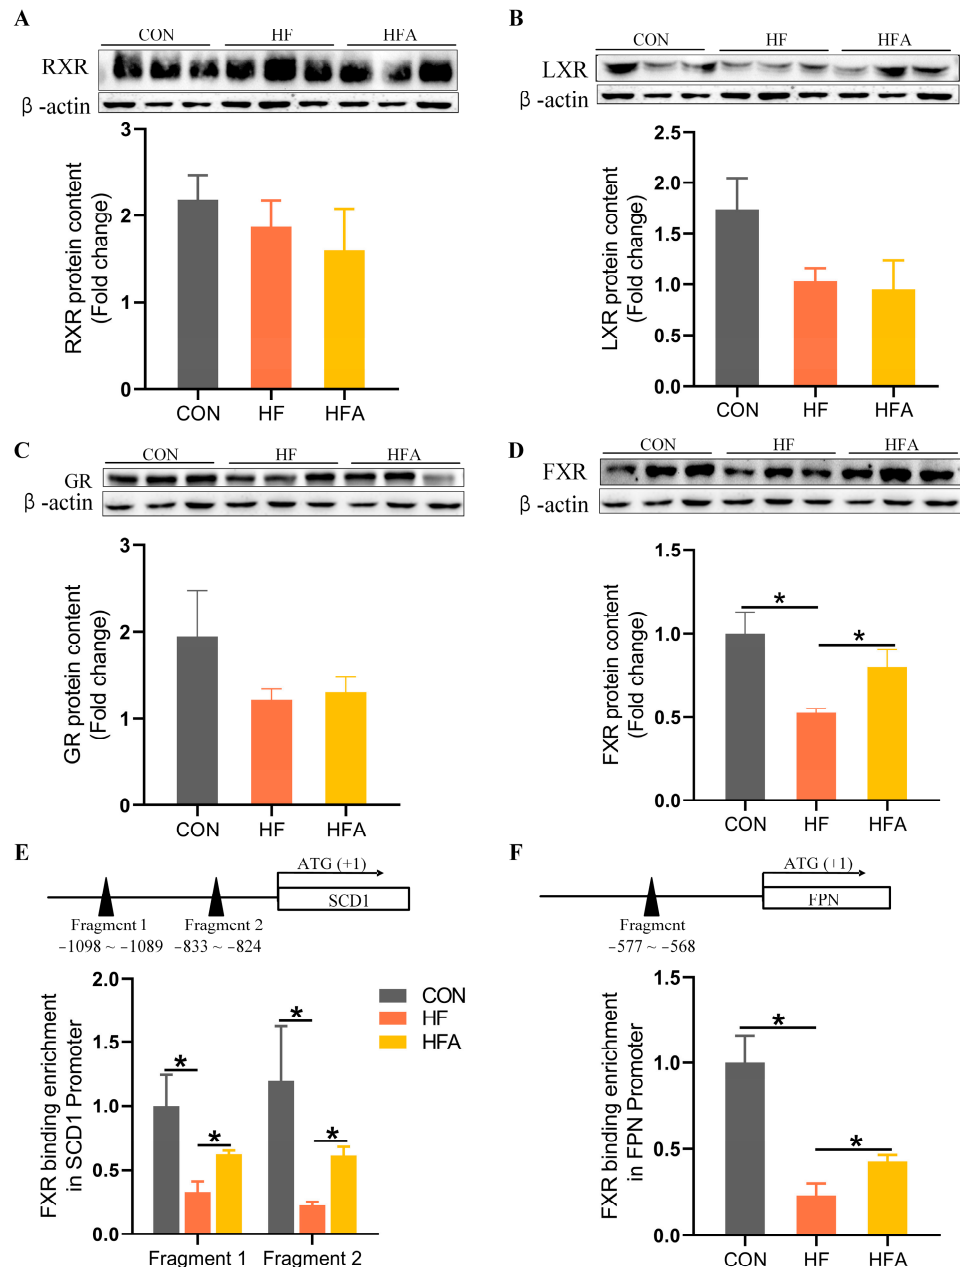 A
CON HF HFA
RXR
β -actin
3
2
1
0
RXR protein content
(Fold change)
CON HF HFA
B
CON HF HFA
LXR
β -actin
2.5
2.0
1.5
1.0
0.5
0.0
LXR protein content
(Fold change)
CON HF HFA
C
CON HF HFA
GR
β -actin
3
2
1
0
GR protein content
(Fold change)
CON HF HFA
D
CON HF HFA
FXR
β -actin
1.5
1.0
0.5
0.0
FXR protein content
(Fold change)
* *
CON HF HFA
E
ATG (+1)
SCD1
Fragment 1 Fragment 2
−1098 ~ −1089 −833 ~ −824
2.0
1.5
1.0
0.5
0.0
FXR binding enrichment
in SCD1 Promoter
* * * *
Fragment 1 Fragment 2
CON
HF
HFA
F
ATG (+1)
FPN
Fragment
−577 ~ −568
1.5
1.0
0.5
0.0
FXR binding enrichment
in FPN Promoter
* *
CON HF HFA